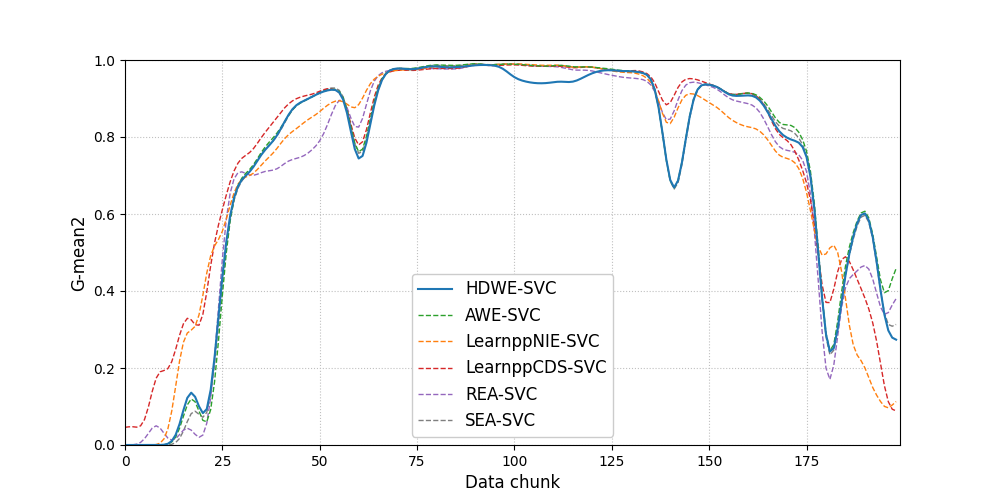 1.0
0.8
0.6
0.4
0.2
0.0
G-mean2
HDWE-SVC
AWE-SVC
LearnppNIE-SVC
LearnppCDS-SVC
REA-SVC
SEA-SVC
0 25 50 75 100 125 150 175
Data chunk